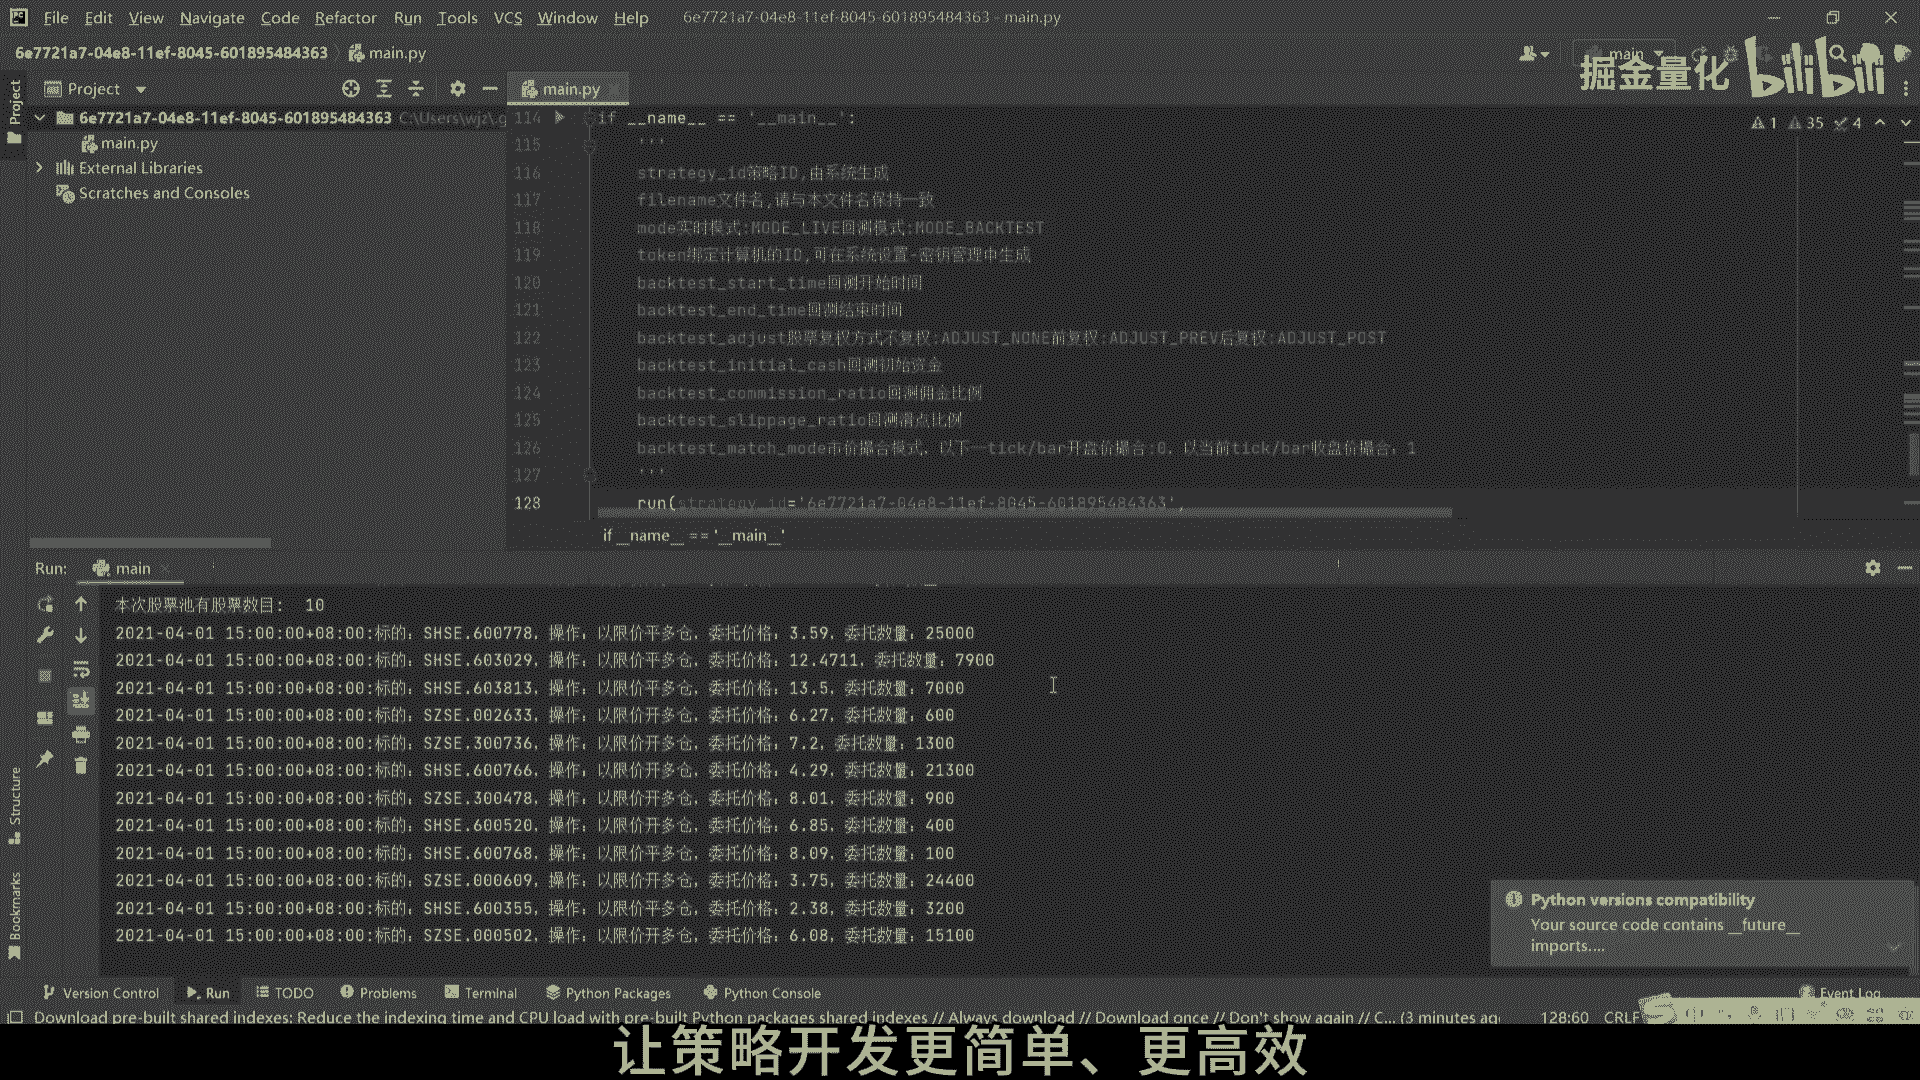 File Edit View Navigate Code Refactor Run Tools VCS Window Help 6e7721a7-04e8-11ef-8045-601895484363 - main.py
6e7721a7-04e8-11ef-8045-601895484363 main.py main
掘金量化 bilibili
Project main.py
Project
6e7721a7-04e8-11ef-8045-601895484363 C:\Users\wjz\.g
main.py
External Libraries
Scratches and Consoles
1 35 4
114 if __name__ == '__main__':
115 '''
116 strategy_id策略ID,由系统生成
117 filename文件名,请与本文件名保持一致
118 mode实时模式:MODE_LIVE回测模式:MODE_BACKTEST
119 token绑定计算机的ID,可在系统设置-密钥管理中生成
120 backtest_start_time回测开始时间
121 backtest_end_time回测结束时间
122 backtest_adjust股票复权方式不复权:ADJUST_NONE前复权:ADJUST_PREV后复权:ADJUST_POST
123 backtest_initial_cash回测初始资金
124 backtest_commission_ratio回测佣金比例
125 backtest_slippage_ratio回测滑点比例
126 backtest_match_mode市价撮合模式，以下一tick/bar开盘价撮合:0，以当前tick/bar收盘价撮合：1
127 '''
128 run(strategy_id='6e7721a7-04e8-11ef-8045-601895484363',
if __name__ == '__main__'
Run: main
本次股票池有股票数目： 10
2021-04-01 15:00:00+08:00:标的：SHSE.600778，操作：以限价平多仓，委托价格：3.59，委托数量：25000
2021-04-01 15:00:00+08:00:标的：SHSE.603029，操作：以限价平多仓，委托价格：12.4711，委托数量：7900
2021-04-01 15:00:00+08:00:标的：SHSE.603813，操作：以限价平多仓，委托价格：13.5，委托数量：7000
2021-04-01 15:00:00+08:00:标的：SZSE.002633，操作：以限价开多仓，委托价格：6.27，委托数量：600
2021-04-01 15:00:00+08:00:标的：SZSE.300736，操作：以限价开多仓，委托价格：7.2，委托数量：1300
2021-04-01 15:00:00+08:00:标的：SHSE.600766，操作：以限价开多仓，委托价格：4.29，委托数量：21300
2021-04-01 15:00:00+08:00:标的：SZSE.300478，操作：以限价开多仓，委托价格：8.01，委托数量：900
2021-04-01 15:00:00+08:00:标的：SHSE.600520，操作：以限价开多仓，委托价格：6.85，委托数量：400
2021-04-01 15:00:00+08:00:标的：SHSE.600768，操作：以限价平多仓，委托价格：8.09，委托数量：100
2021-04-01 15:00:00+08:00:标的：SZSE.000609，操作：以限价开多仓，委托价格：3.75，委托数量：24400
2021-04-01 15:00:00+08:00:标的：SHSE.600355，操作：以限价平多仓，委托价格：2.38，委托数量：3200
2021-04-01 15:00:00+08:00:标的：SZSE.000502，操作：以限价开多仓，委托价格：6.08，委托数量：15100
Structure
Bookmarks
Python versions compatibility
Your source code contains __future__
imports....
Version Control Run TODO Problems Terminal Python Packages Python Console Event Log
Download pre-built shared indexes: Reduce the indexing time and CPU load with pre-built Python packages shared indexes // Always download // Download once // Don't show again // C... (3 minutes ago 128:60 CRLF
让策略开发更简单、更高效